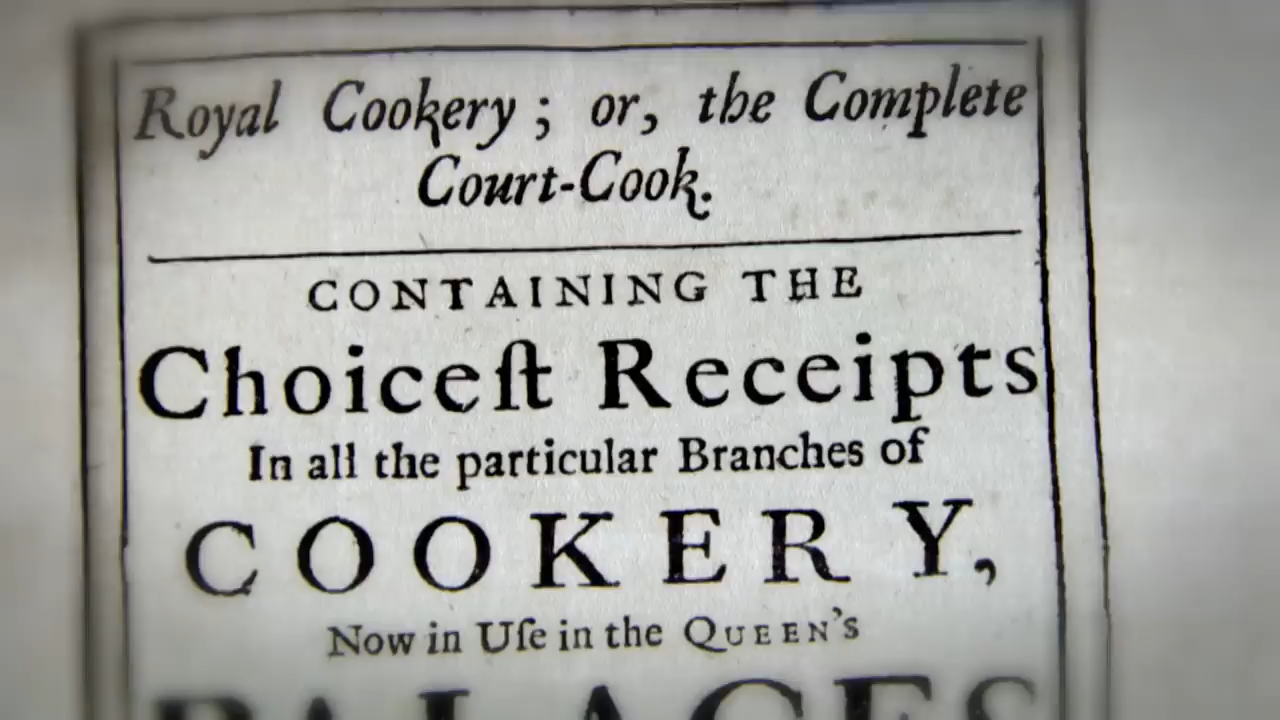 Royal Cookery; or, the Complete
Court-Cook.
CONTAINING THE
Choiceſt Receipts
In all the particular Branches of
COOKERY,
Now in Uſe in the QUEEN'S
PALACES